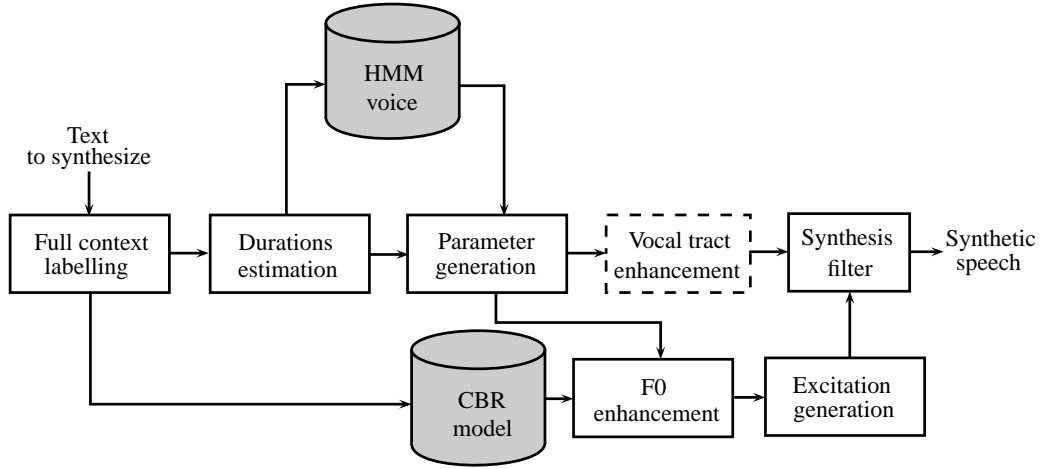 HMM
voice
Text
to synthesize
Full context
labelling
Durations
estimation
Parameter
generation
Vocal tract
enhancement
Synthesis
filter
Synthetic
speech
CBR
model
F0
enhancement
Excitation
generation